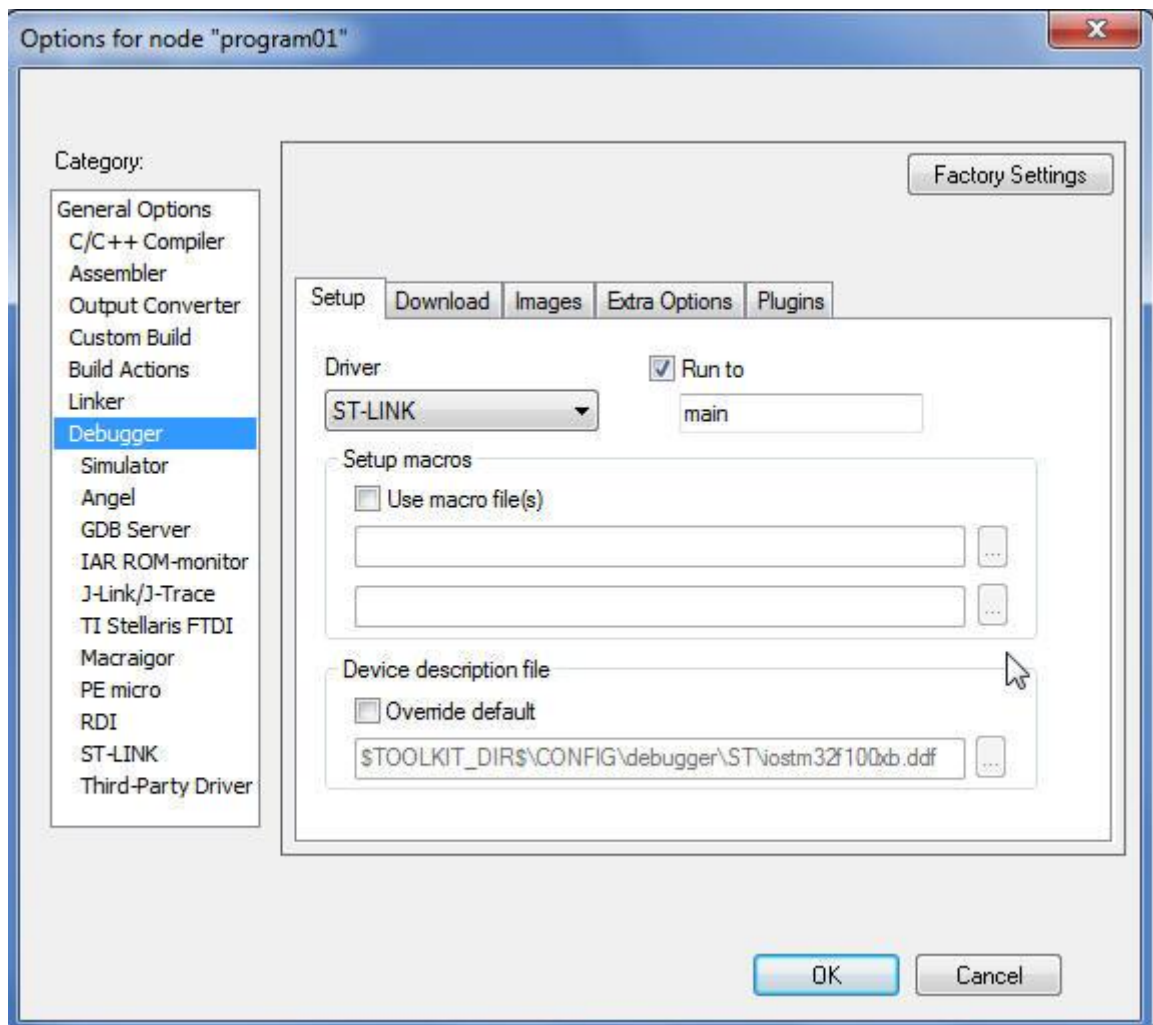 Options for node "program01"
Category:
Factory Settings
General Options
C/C++ Compiler
Assembler
Output Converter
Custom Build
Build Actions
Linker
Debugger
Simulator
Angel
GDB Server
IAR ROM-monitor
J-Link/J-Trace
TI Stellaris FTDI
Macraigor
PE micro
RDI
ST-LINK
Third-Party Driver
Setup Download Images Extra Options Plugins
Driver
Run to
ST-LINK
main
Setup macros
Use macro file(s)
...
...
Device description file
Override default
$TOOLKIT_DIR$\CONFIG\debugger\ST\iostm32f100xb.ddf
...
OK Cancel